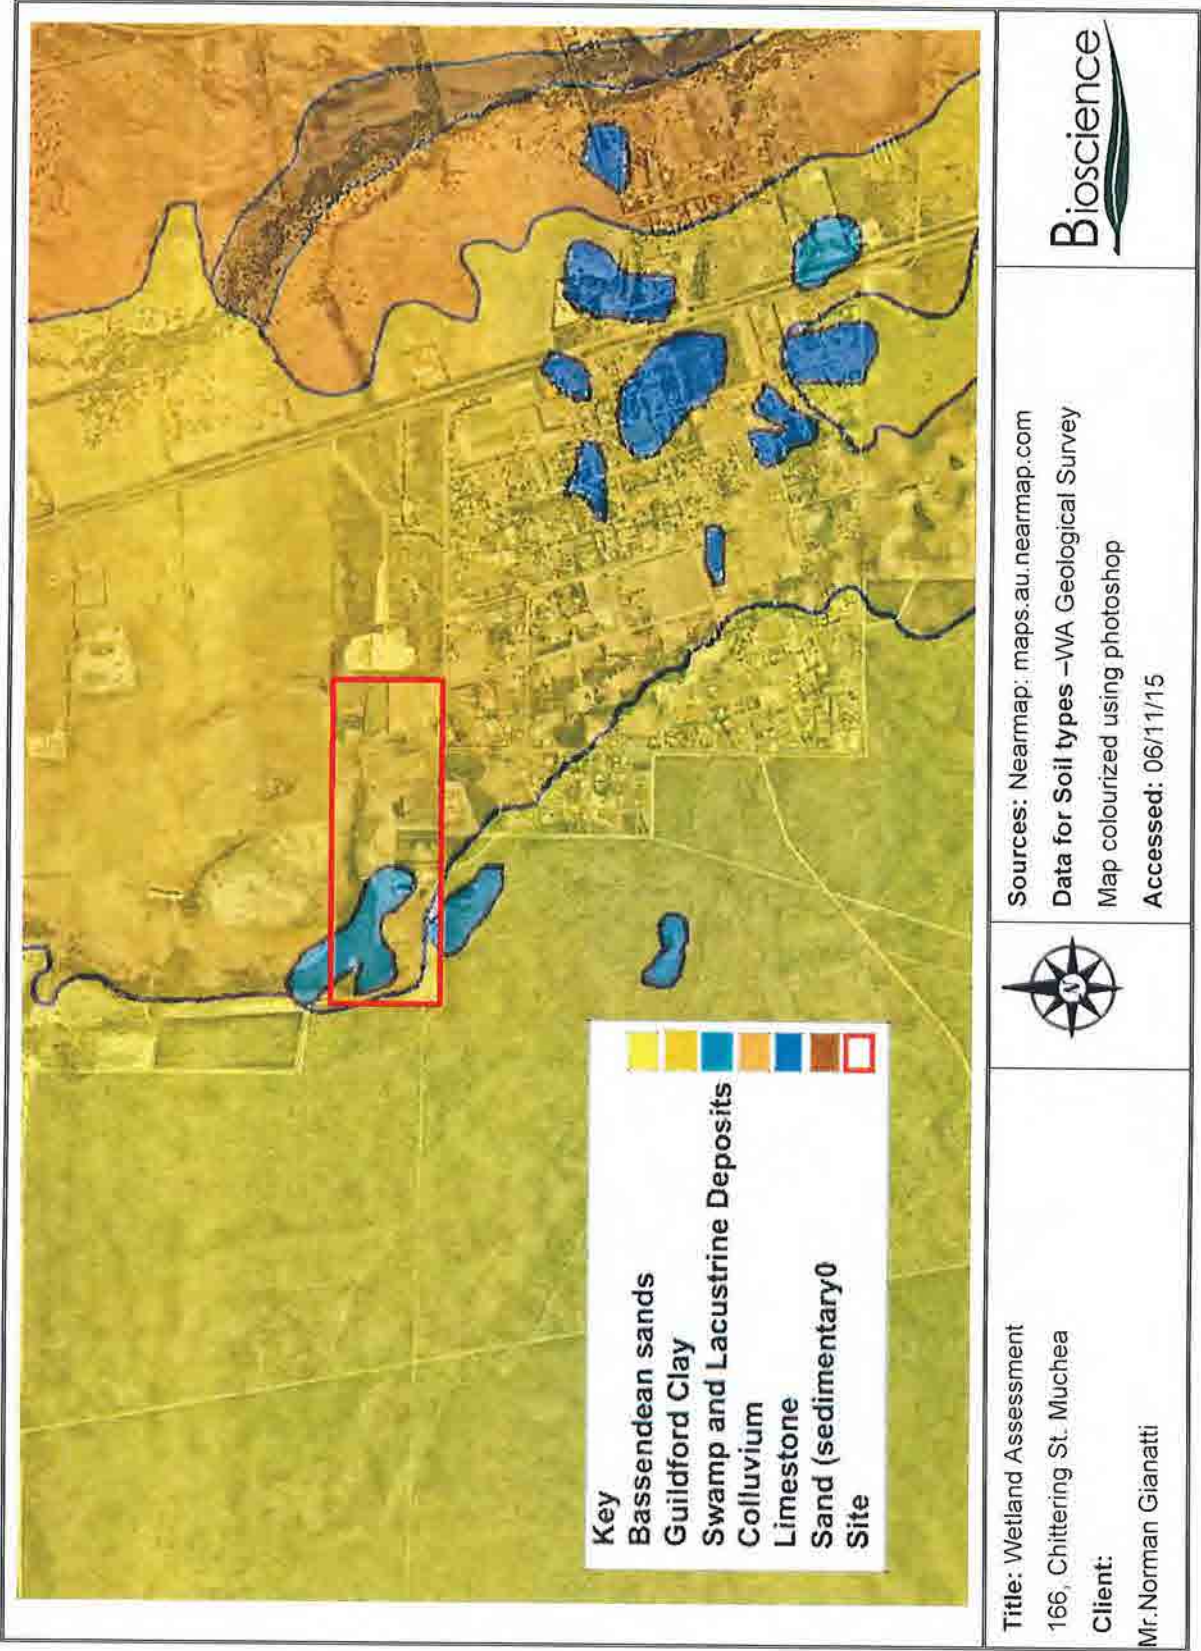 Key
Bassendean sands
Guildford Clay
Swamp and Lacustrine Deposits
Colluvium
Limestone
Sand (sedimentary0
Site
Title: Wetland Assessment
166, Chittering St. Muchea
Client:
Mr.Norman Gianatti
N
Sources: Nearmap: maps.au.nearmap.com
Data for Soil types –WA Geological Survey
Map colourized using photoshop
Accessed: 06/11/15
Bioscience